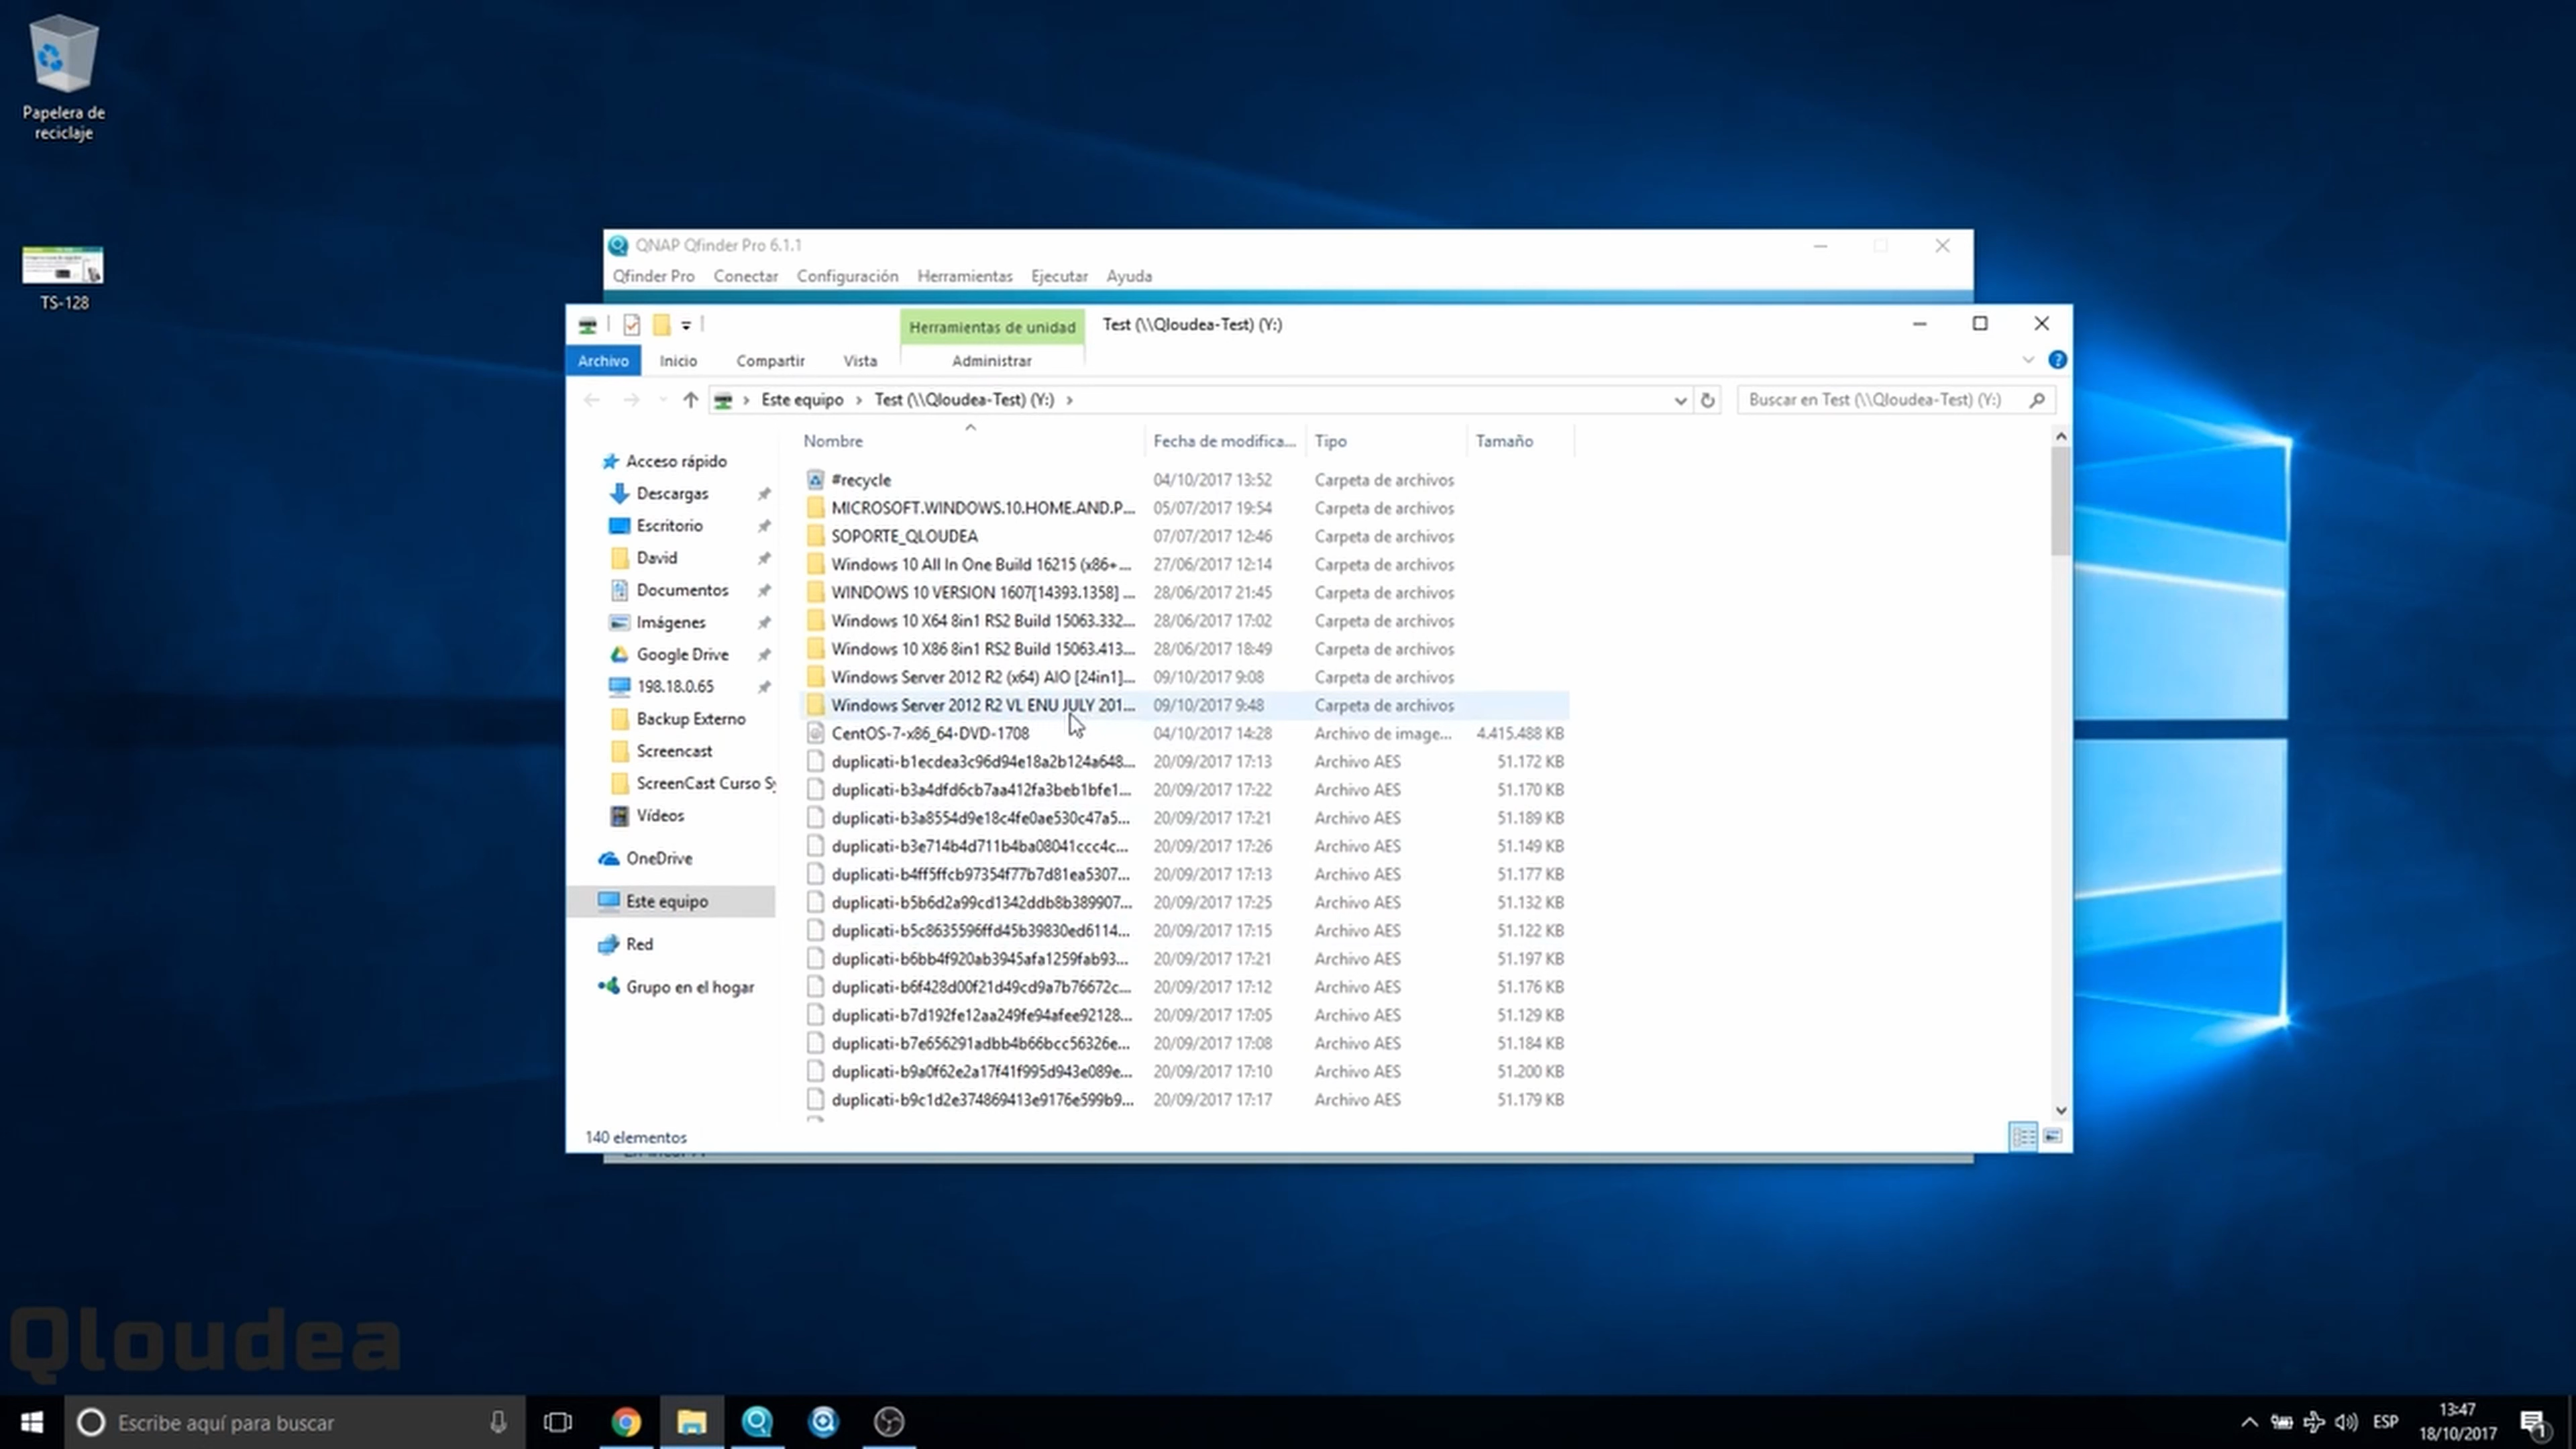 Papelera de
reciclaje
TS-128
QNAP Qfinder Pro 6.1.1
Qfinder Pro Conectar Configuración Herramientas Ejecutar Ayuda
Herramientas de unidad Test (\\Qloudea-Test) (Y:)
Archivo Inicio Compartir Vista Administrar
Este equipo Test (\\Qloudea-Test) (Y:) Buscar en Test (\\Qloudea-Test) (Y:)
Nombre Fecha de modifica... Tipo Tamaño
Acceso rápido
Descargas
Escritorio
David
Documentos
Imágenes
Google Drive
198.18.0.65
Backup Externo
Screencast
ScreenCast Curso Sy
Vídeos
OneDrive
Este equipo
Red
Grupo en el hogar
#recycle 04/10/2017 13:52 Carpeta de archivos
MICROSOFT.WINDOWS.10.HOME.AND.P... 05/07/2017 19:54 Carpeta de archivos
SOPORTE_QLOUDEA 07/07/2017 12:46 Carpeta de archivos
Windows 10 All In One Build 16215 (x86+... 27/06/2017 12:14 Carpeta de archivos
WINDOWS 10 VERSION 1607[14393.1358] ... 28/06/2017 21:45 Carpeta de archivos
Windows 10 X64 8in1 RS2 Build 15063.332... 28/06/2017 17:02 Carpeta de archivos
Windows 10 X86 8in1 RS2 Build 15063.413... 28/06/2017 18:49 Carpeta de archivos
Windows Server 2012 R2 (x64) AIO [24in1]... 09/10/2017 9:08 Carpeta de archivos
Windows Server 2012 R2 VL ENU JULY 201... 09/10/2017 9:48 Carpeta de archivos
CentOS-7-x86_64-DVD-1708 04/10/2017 14:28 Archivo de image... 4.415.488 KB
duplicati-b1ecdea3c96d94e18a2b124a648... 20/09/2017 17:13 Archivo AES 51.172 KB
duplicati-b3a4dfd6cb7aa412fa3beb1bfe1... 20/09/2017 17:22 Archivo AES 51.170 KB
duplicati-b3a8554d9e18c4fe0ae530c47a5... 20/09/2017 17:21 Archivo AES 51.189 KB
duplicati-b3e714b4d711b4ba08041ccc4c... 20/09/2017 17:26 Archivo AES 51.149 KB
duplicati-b4ff5ffcb97354f77b7d81ea5307... 20/09/2017 17:13 Archivo AES 51.177 KB
duplicati-b5b6d2a99cd1342ddb8b389907... 20/09/2017 17:25 Archivo AES 51.132 KB
duplicati-b5c8635596ffd45b39830ed6114... 20/09/2017 17:15 Archivo AES 51.122 KB
duplicati-b6bb4f920ab3945afa1259fab93... 20/09/2017 17:21 Archivo AES 51.197 KB
duplicati-b6f428d00f21d49cd9a7b76672c... 20/09/2017 17:12 Archivo AES 51.176 KB
duplicati-b7d192fe12aa249fe94afee92128... 20/09/2017 17:05 Archivo AES 51.129 KB
duplicati-b7e656291adbb4b66bcc56326e... 20/09/2017 17:08 Archivo AES 51.184 KB
duplicati-b9a0f62e2a17f41f995d943e089e... 20/09/2017 17:10 Archivo AES 51.200 KB
duplicati-b9c1d2e374869413e9176e599b9... 20/09/2017 17:17 Archivo AES 51.179 KB
140 elementos
Qloudea
Escribe aquí para buscar
ESP
13:47
18/10/2017
1